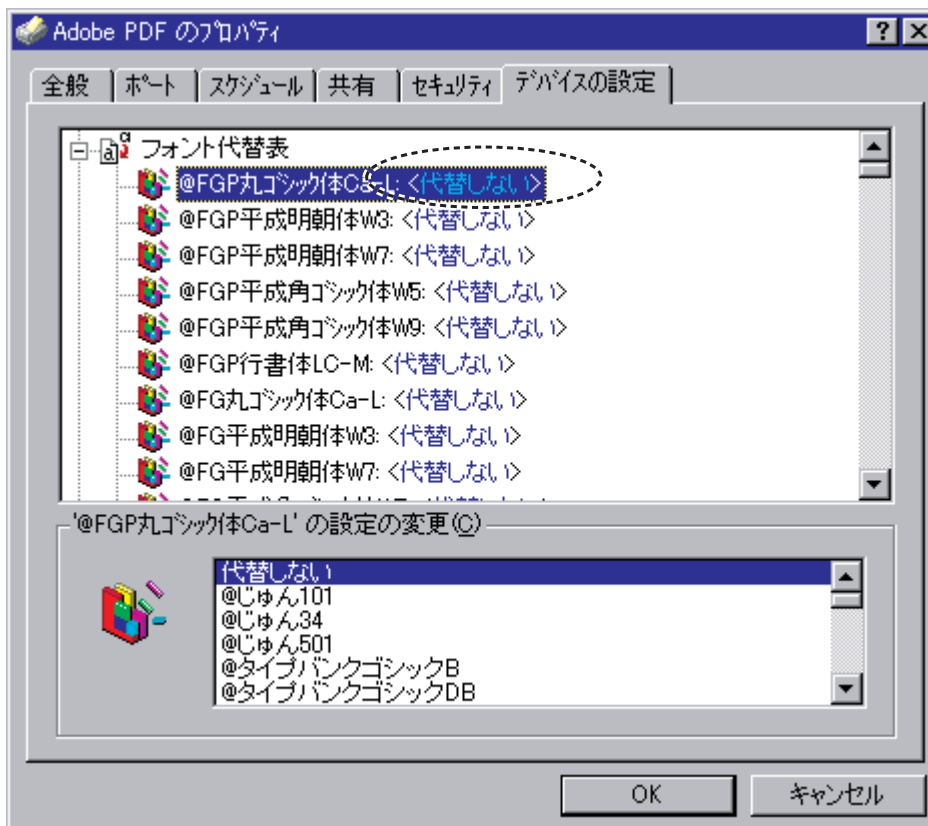 Adobe PDF のﾌﾟﾛﾊﾟﾃｨ
全般 ﾎﾟｰﾄ ｽｹｼﾞｭｰﾙ 共有 ｾｷｭﾘﾃｨ ﾃﾞﾊﾞｲｽの設定
フォント代替表
@FGP丸ｺﾞｼｯｸ体Ca-L: <代替しない>
@FGP平成明朝体W3: <代替しない>
@FGP平成明朝体W7: <代替しない>
@FGP平成角ｺﾞｼｯｸ体W5: <代替しない>
@FGP平成角ｺﾞｼｯｸ体W9: <代替しない>
@FGP行書体LC-M: <代替しない>
@FG丸ｺﾞｼｯｸ体Ca-L: <代替しない>
@FG平成明朝体W3: <代替しない>
@FG平成明朝体W7: <代替しない>
'@FGP丸ｺﾞｼｯｸ体Ca-L' の設定の変更(C)
代替しない
@じゅん101
@じゅん34
@じゅん501
@タイプバンクゴシックB
@タイプバンクゴシックDB
OK キャンセル